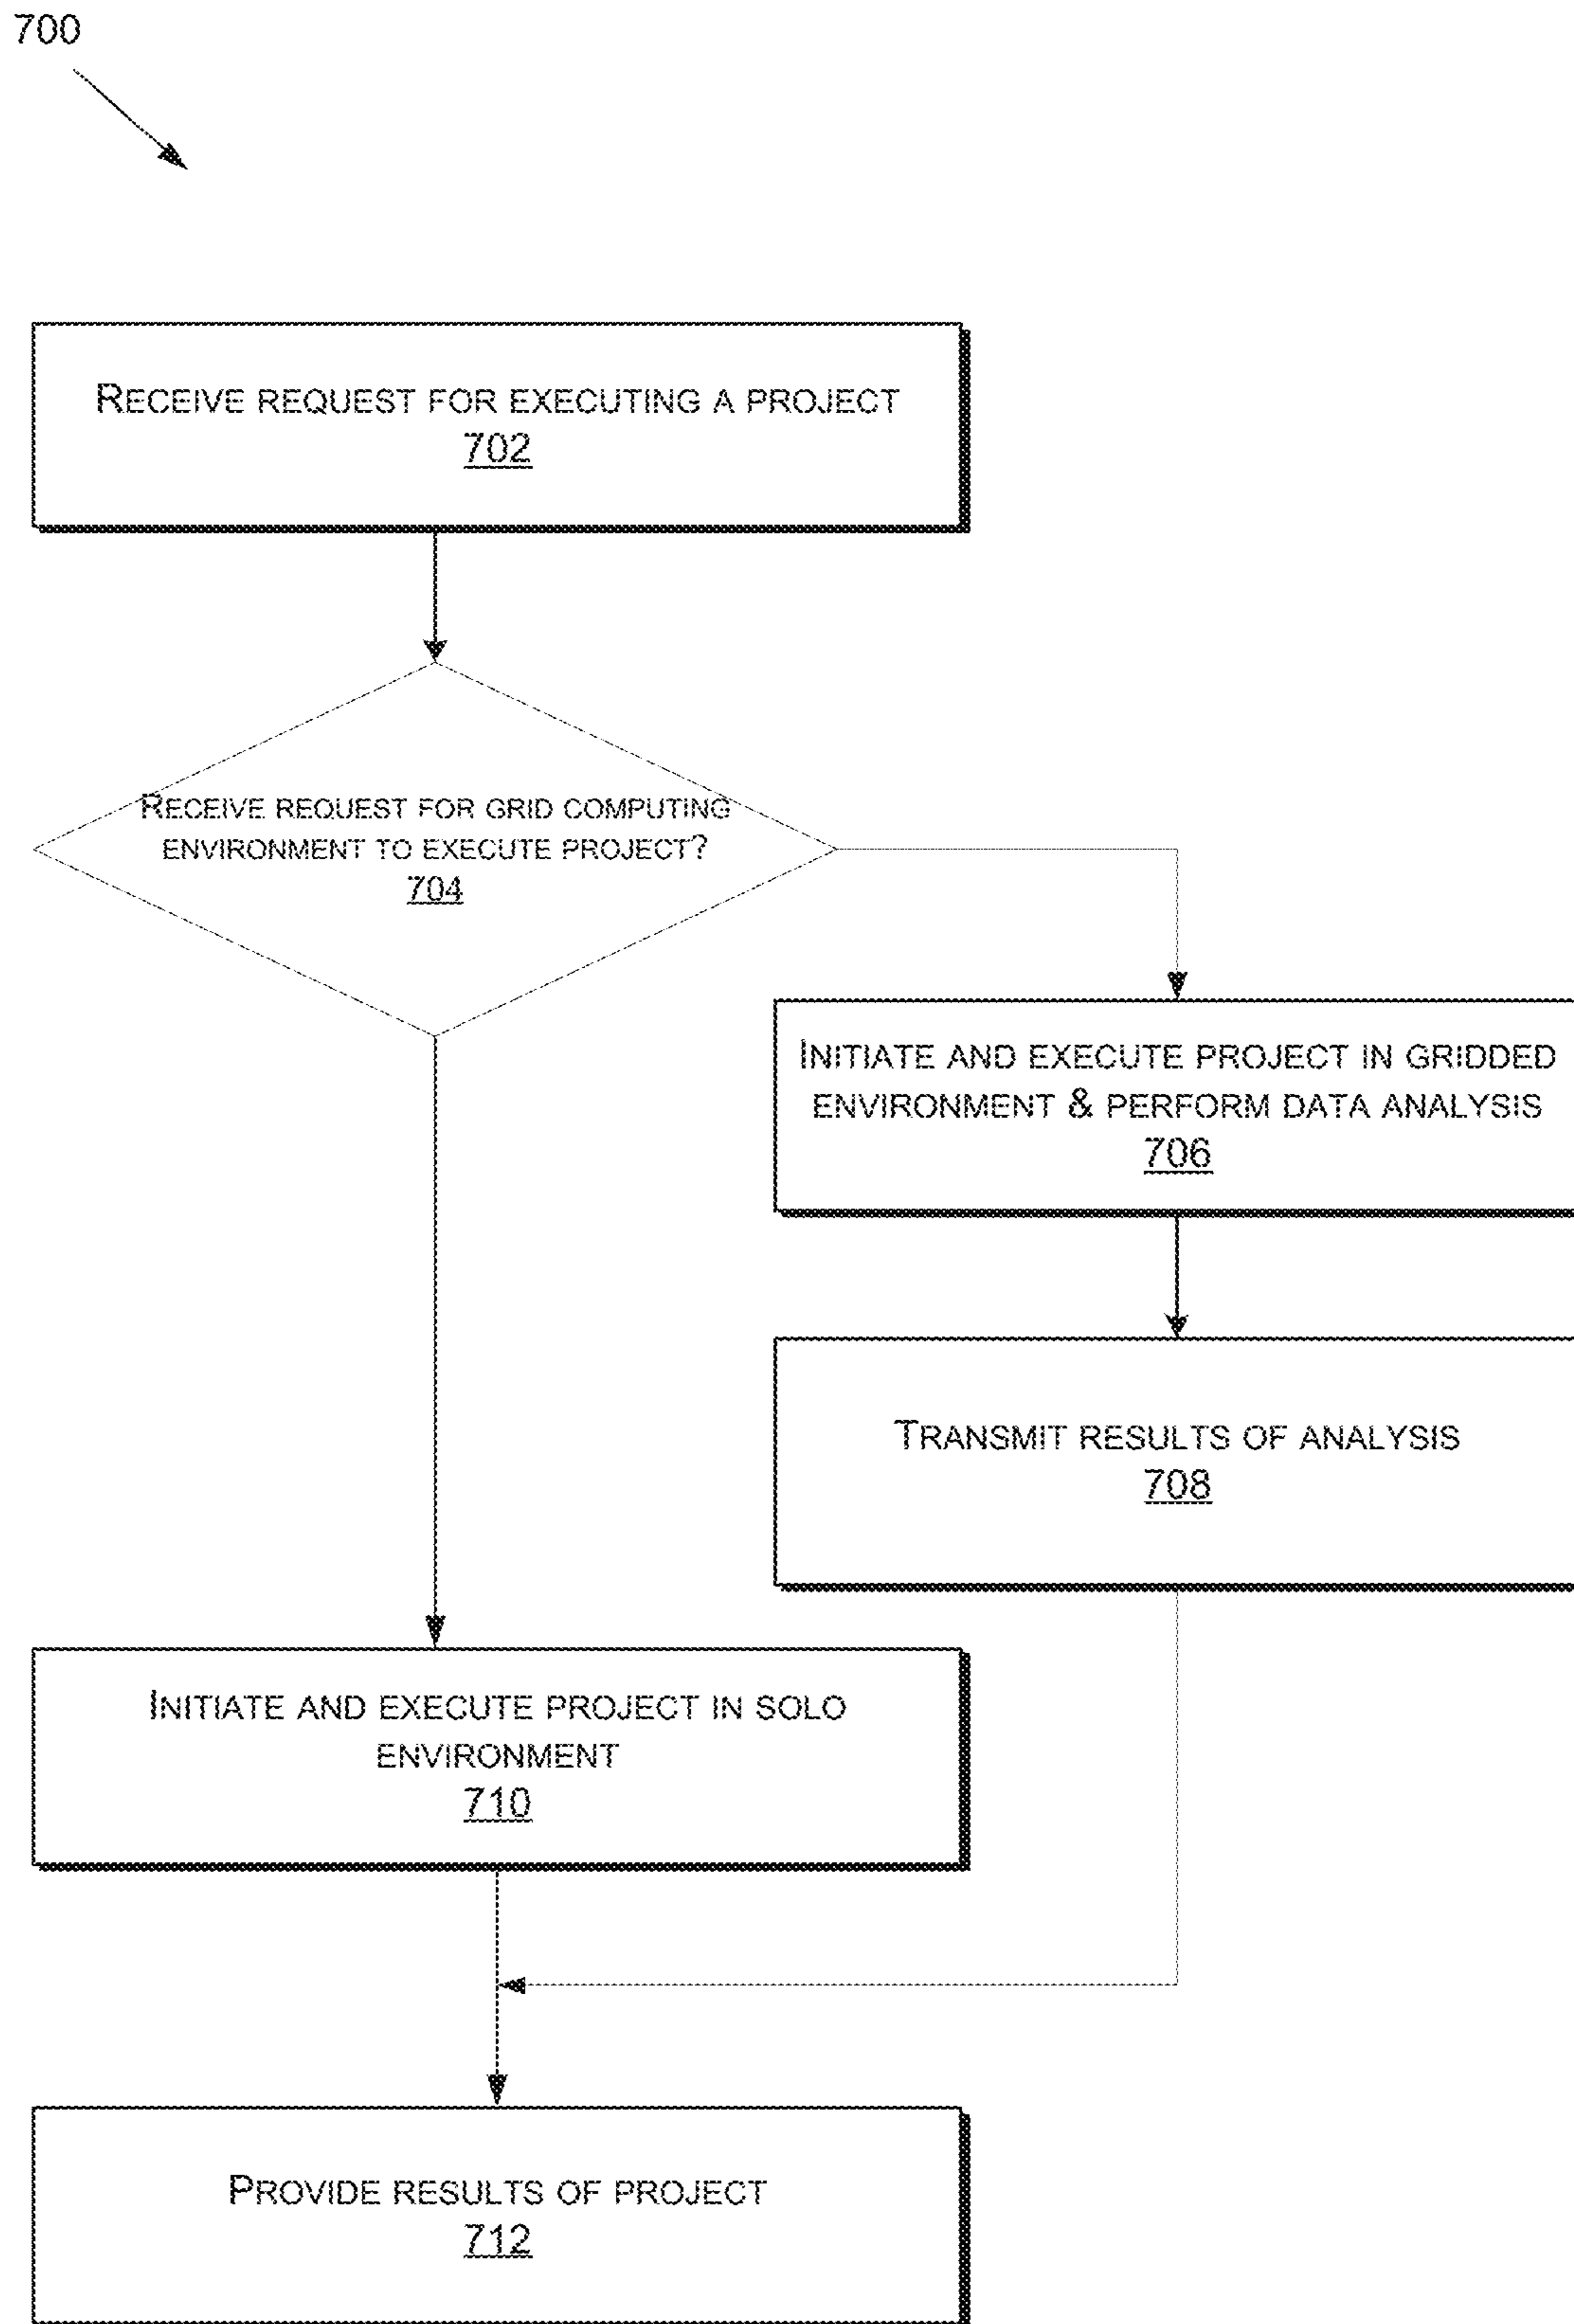 700
RECEIVE REQUEST FOR EXECUTING A PROJECT
702
RECEIVE REQUEST FOR GRID COMPUTING
ENVIRONMENT TO EXECUTE PROJECT?
704
INITIATE AND EXECUTE PROJECT IN GRIDDED
ENVIRONMENT & PERFORM DATA ANALYSIS
706
TRANSMIT RESULTS OF ANALYSIS
708
INITIATE AND EXECUTE PROJECT IN SOLO
ENVIRONMENT
710
PROVIDE RESULTS OF PROJECT
712